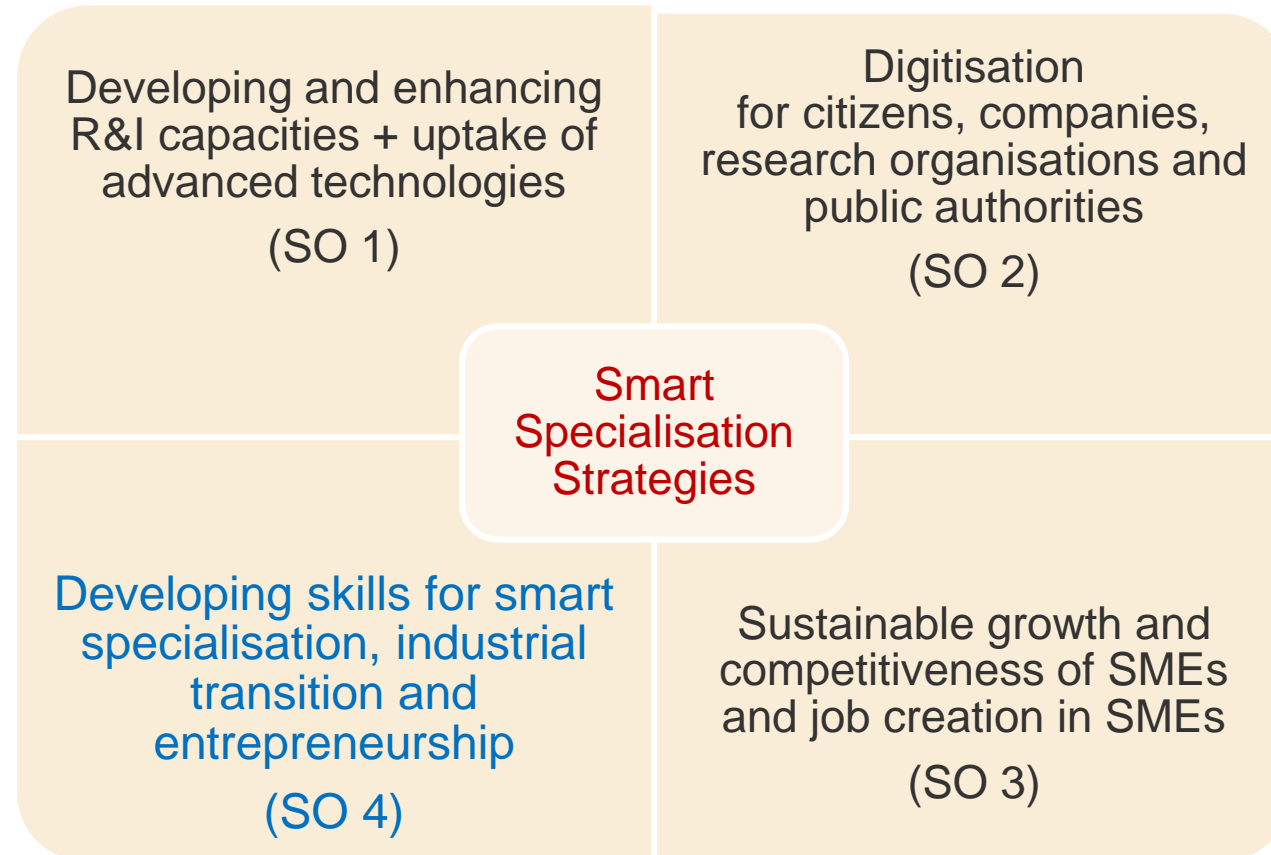 Developing and enhancing
R&I capacities + uptake of
advanced technologies
(SO 1)
Digitisation
for citizens, companies,
research organisations and
public authorities
(SO 2)
Smart
Specialisation
Strategies
Developing skills for smart
specialisation, industrial
transition and
entrepreneurship
(SO 4)
Sustainable growth and
competitiveness of SMEs
and job creation in SMEs
(SO 3)